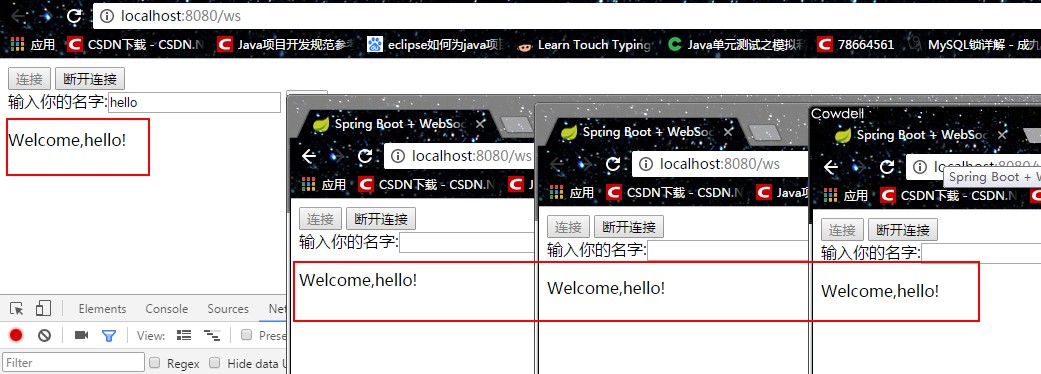 localhost:8080/ws
应用 CSDN下载 - CSDN.N Java项目开发规范参 eclipse如何为java项 Learn Touch Typing Java单元测试之模拟利 78664561 MySQL锁详解 - 成九
连接 断开连接
输入你的名字:hello
Welcome,hello!
Spring Boot + WebSoc
localhost:8080/ws
应用 CSDN下载 - CSDN.N
连接 断开连接
输入你的名字:
Welcome,hello!
Spring Boot + WebSoc
localhost:8080/ws
应用 CSDN下载 - CSDN.N Java项
连接 断开连接
输入你的名字:
Welcome,hello!
Cowdell
Spring Boot + WebSoc
localhost:8080/ws
Spring Boot + W
应用 CSDN下载 - CSDN.N
连接 断开连接
输入你的名字:
Welcome,hello!
Elements Console Sources Net
View: Prese
Filter Regex Hide data U